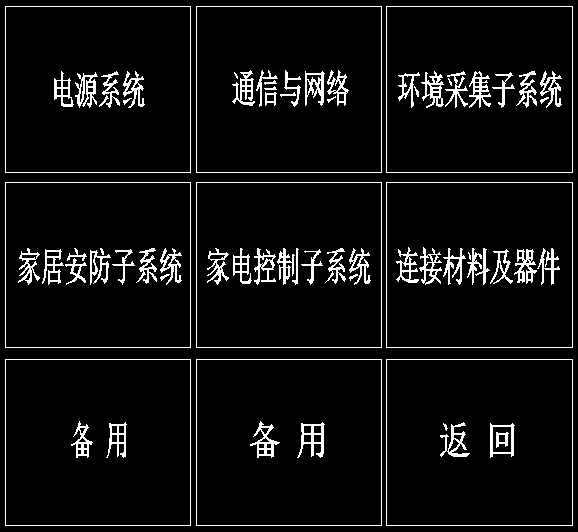 电源系统
通信与网络
环境采集子系统
家居安防子系统
家电控制子系统
连接材料及器件
备 用
备 用
返 回